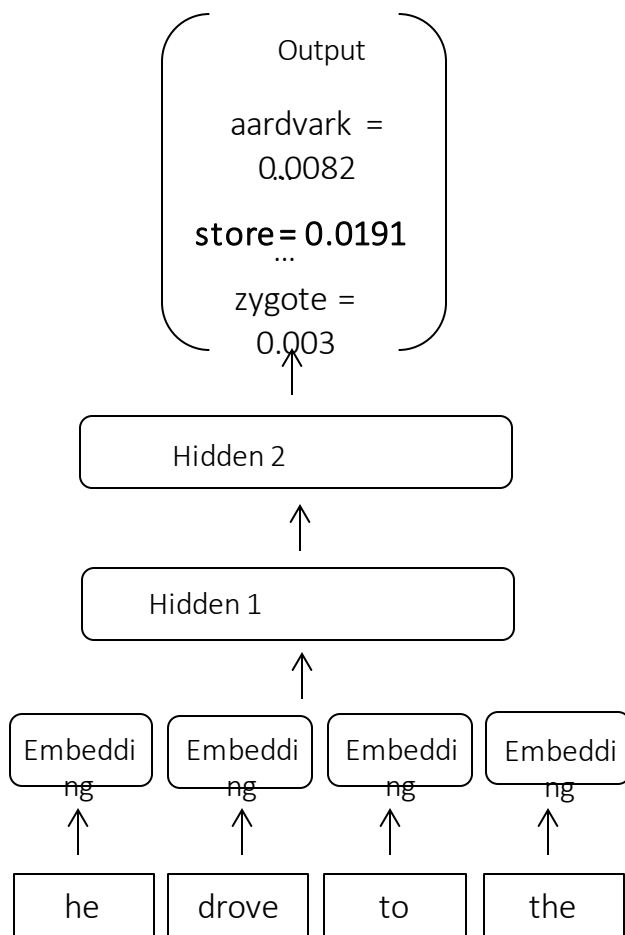 Output
aardvark =
0.0082
...
store= 0.0191
...
zygote =
0.003
Hidden 2
Hidden 1
Embeddi Embeddi Embeddi Embeddi
ng ng ng ng
he drove to the